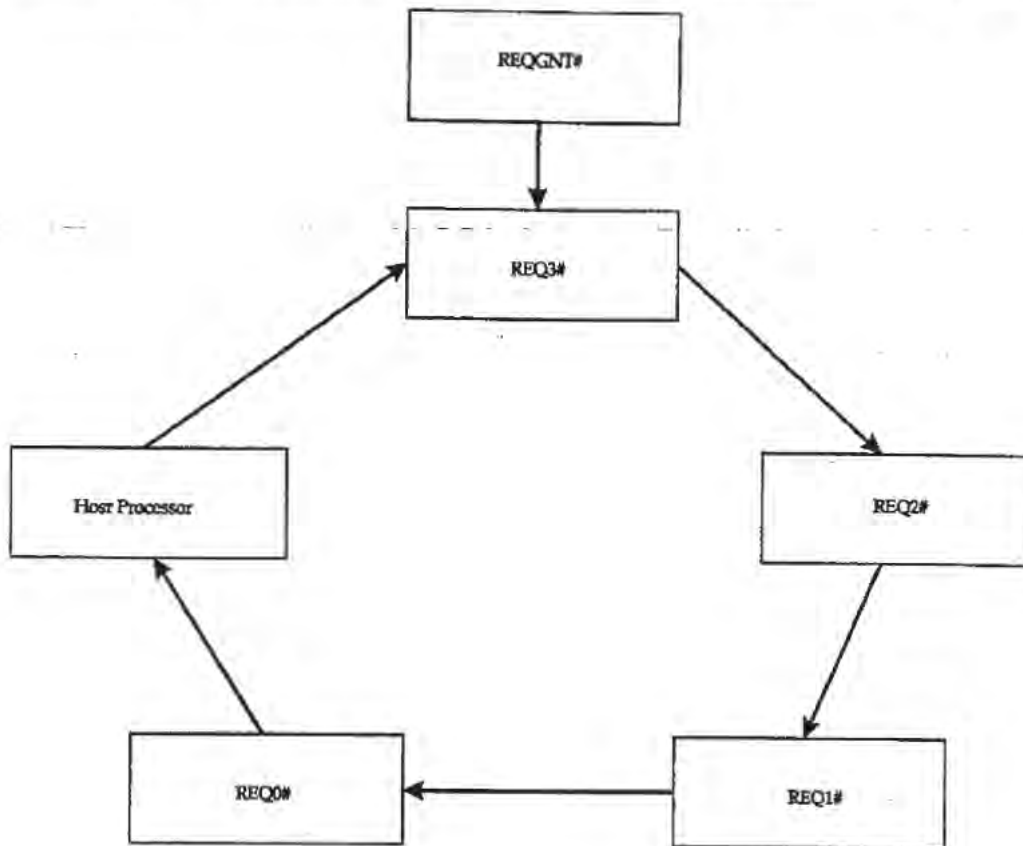 REQGNT#
REQ3#
Host Processor
REQ2#
REQ0#
REQ1#